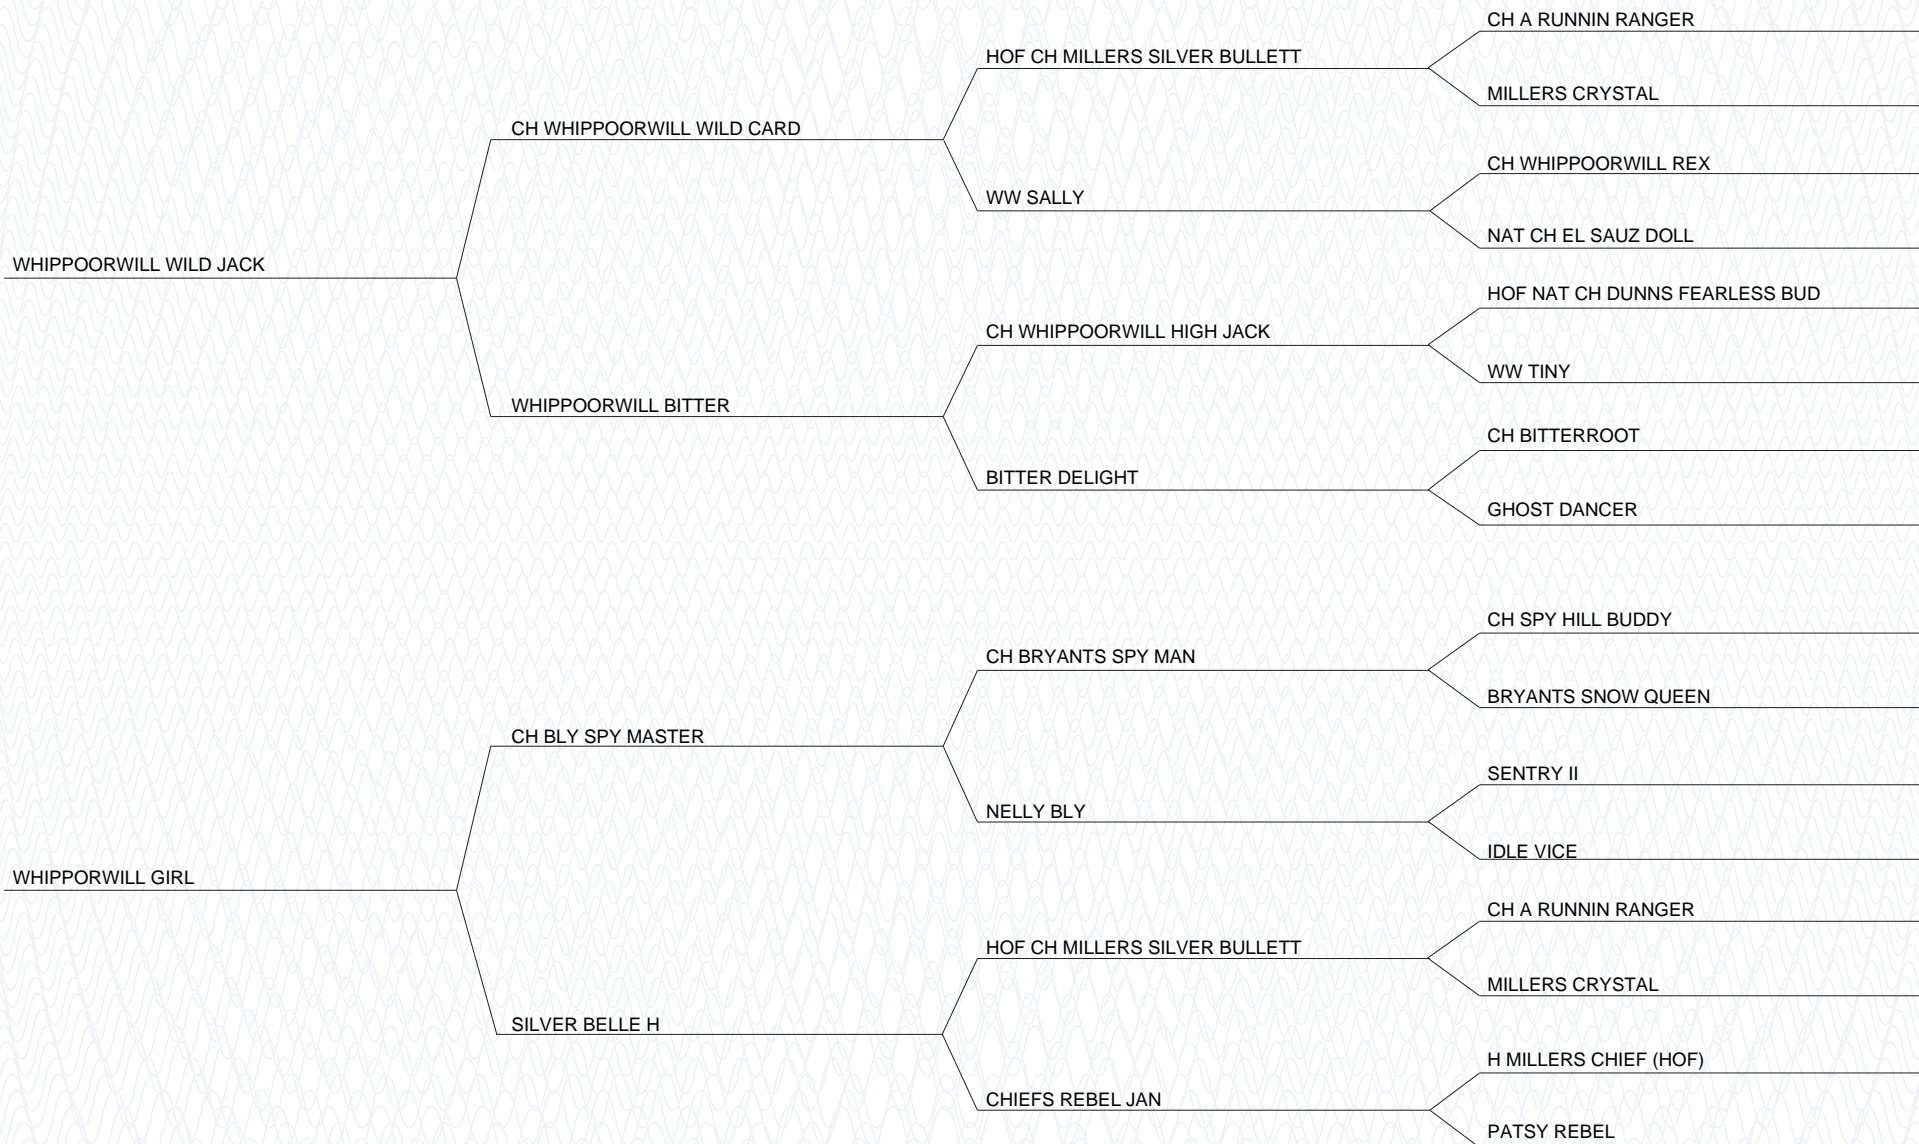 CH A RUNNIN RANGER
HOF CH MILLERS SILVER BULLETT
MILLERS CRYSTAL
CH WHIPPOORWILL WILD CARD
CH WHIPPOORWILL REX
WW SALLY
NAT CH EL SAUZ DOLL
WHIPPOORWILL WILD JACK
HOF NAT CH DUNNS FEARLESS BUD
CH WHIPPOORWILL HIGH JACK
WW TINY
WHIPPOORWILL BITTER
CH BITTERROOT
BITTER DELIGHT
GHOST DANCER
CH SPY HILL BUDDY
CH BRYANTS SPY MAN
BRYANTS SNOW QUEEN
CH BLY SPY MASTER
SENTRY II
NELLY BLY
IDLE VICE
WHIPPORWILL GIRL
CH A RUNNIN RANGER
HOF CH MILLERS SILVER BULLETT
MILLERS CRYSTAL
SILVER BELLE H
H MILLERS CHIEF (HOF)
CHIEFS REBEL JAN
PATSY REBEL